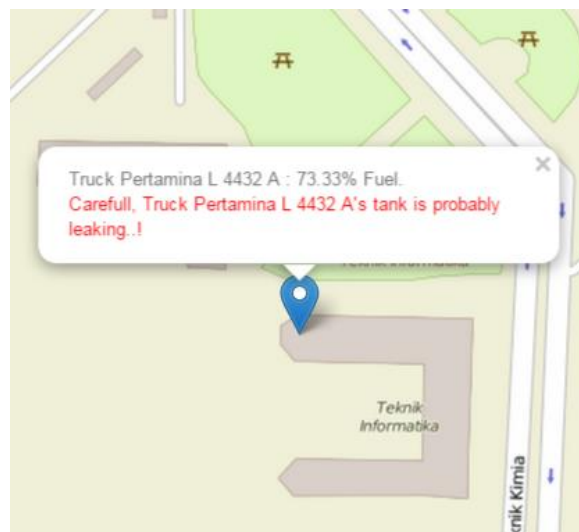 Truck Pertamina L 4432 A : 73.33% Fuel.
Carefull, Truck Pertamina L 4432 A's tank is probably
leaking..!
×
Teknik Informatika
Teknik
Informatika
Kimia